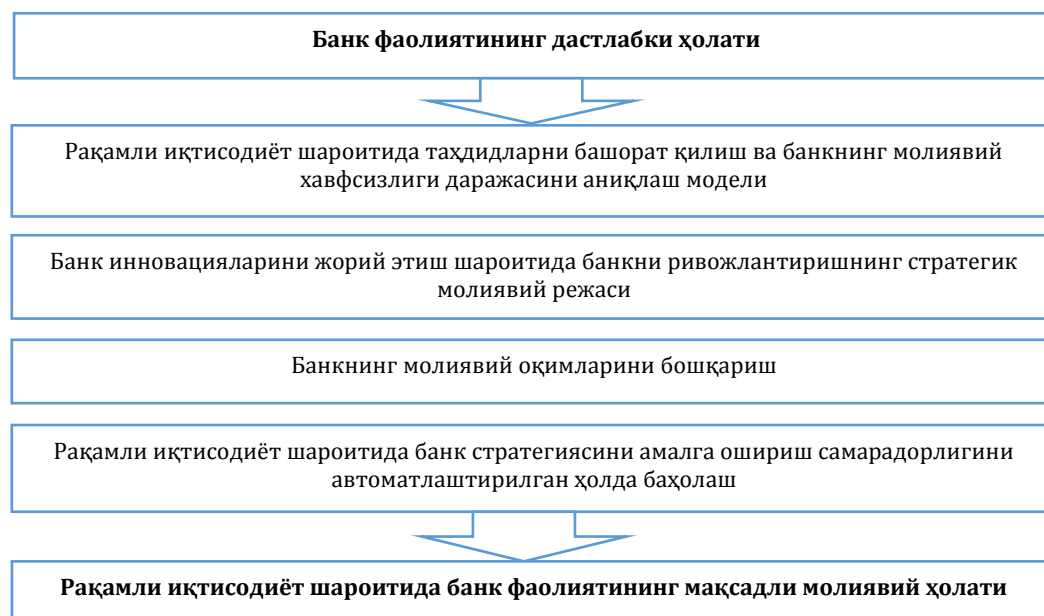 Банк фаолиятининг дастлабки ҳолати
Рақамли иқтисодиёт шароитида таҳдидларни башорат қилиш ва банкнинг молиявий
хавфсизлиги даражасини аниқлаш модели
Банк инновацияларини жорий этиш шароитида банкни ривожлантиришнинг стратегик
молиявий режаси
Банкнинг молиявий оқимларини бошқариш
Рақамли иқтисодиёт шароитида банк стратегиясини амалга ошириш самарадорлигини
автоматлаштирилган ҳолда баҳолаш
Рақамли иқтисодиёт шароитида банк фаолиятининг мақсадли молиявий ҳолати